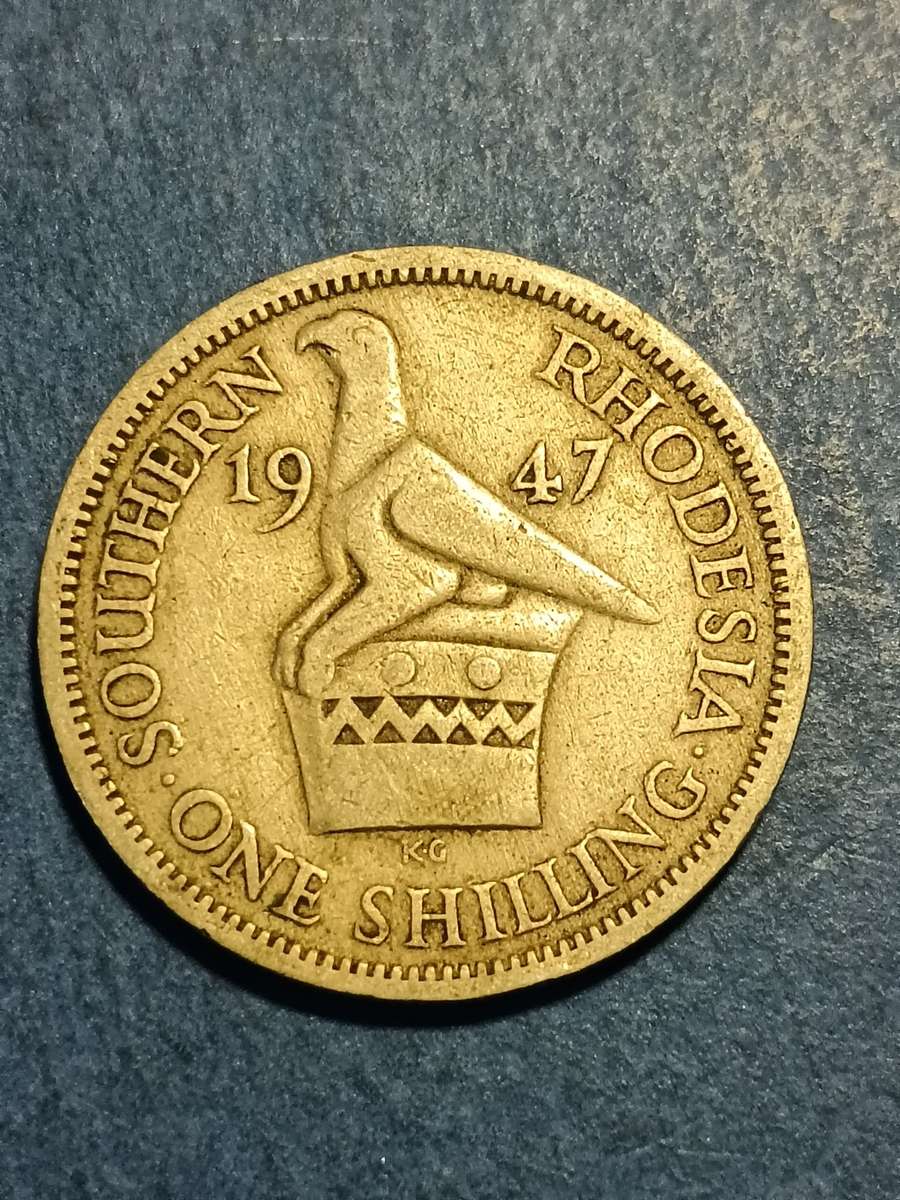 SOUTHERN RHODESIA
19 47
KG
· ONE SHILLING ·